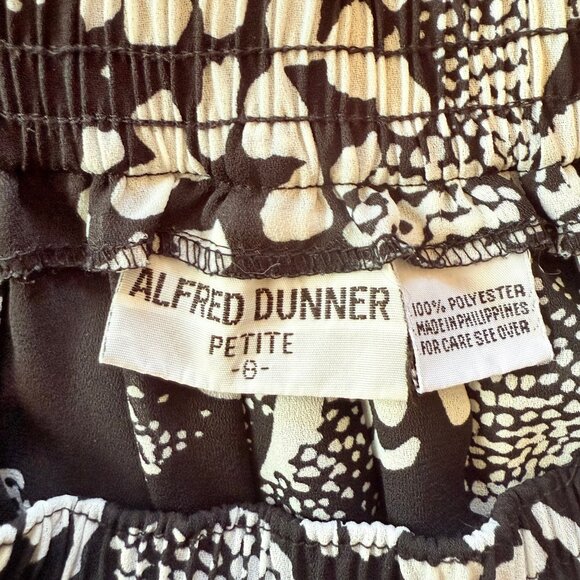 ALFRED DUNNER
PETITE
-8-
100% POLYESTER
MADE IN PHILIPPINES
FOR CARE SEE OVER